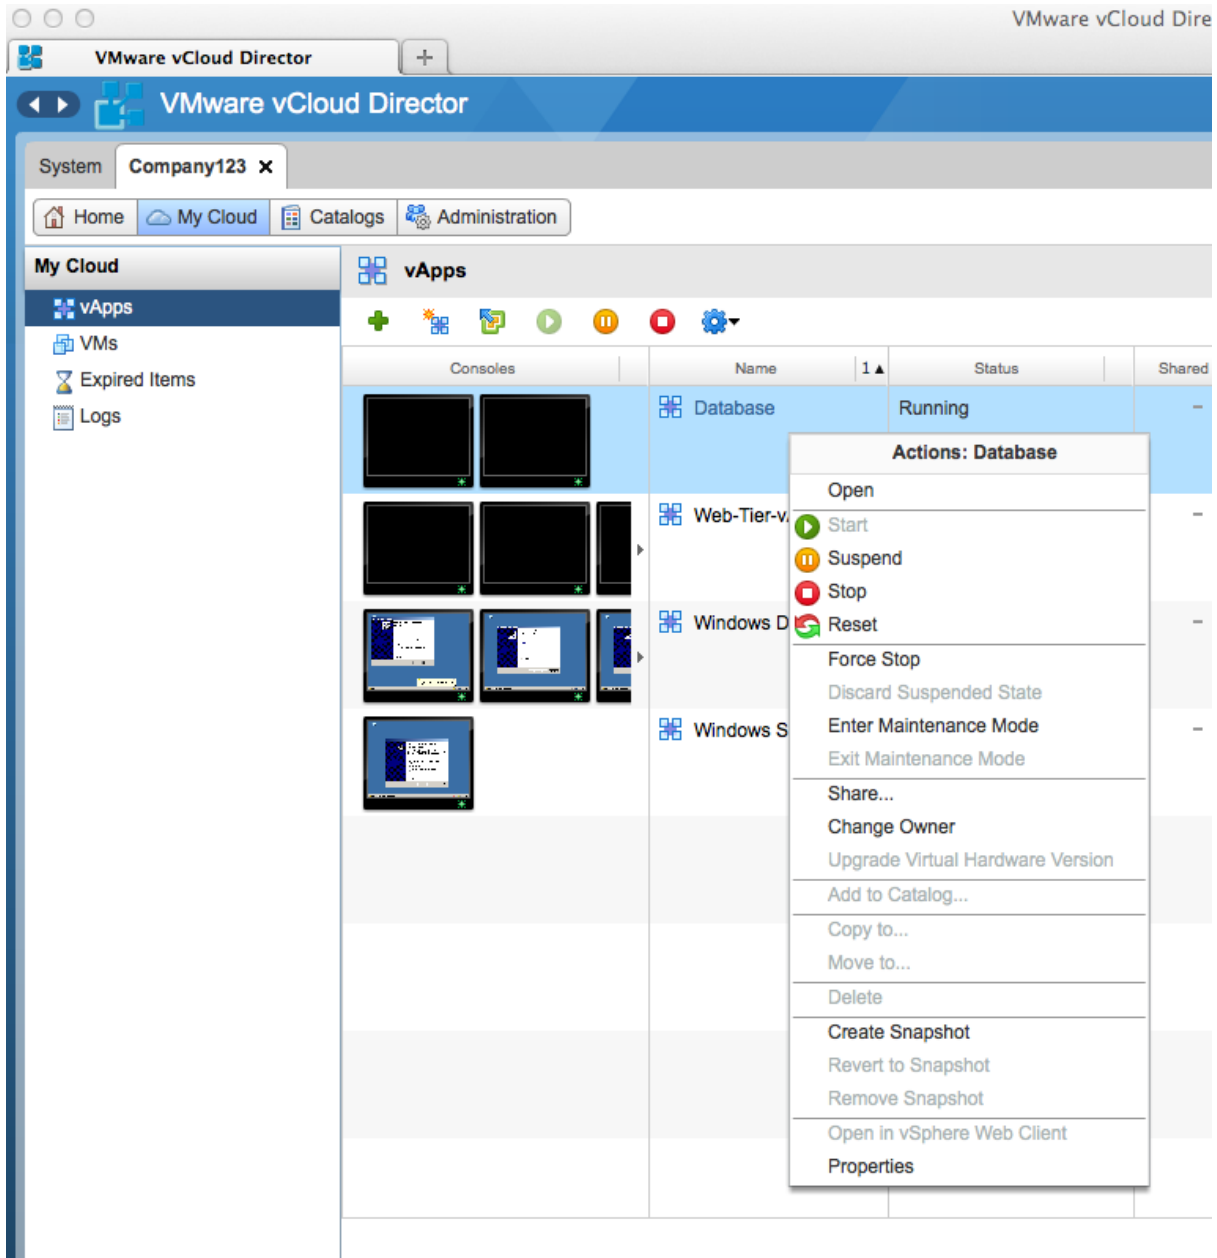 VMware vCloud Dire
VMware vCloud Director
VMware vCloud Director
System
Company123
Home
My Cloud
Catalogs
Administration
My Cloud
vApps
VMs
Expired Items
Logs
vApps
Consoles
Name
1
Status
Shared
Database
Running
Web-Tier-v
Windows D
Windows S
Actions: Database
Open
Start
Suspend
Stop
Reset
Force Stop
Discard Suspended State
Enter Maintenance Mode
Exit Maintenance Mode
Share...
Change Owner
Upgrade Virtual Hardware Version
Add to Catalog...
Copy to...
Move to...
Delete
Create Snapshot
Revert to Snapshot
Remove Snapshot
Open in vSphere Web Client
Properties